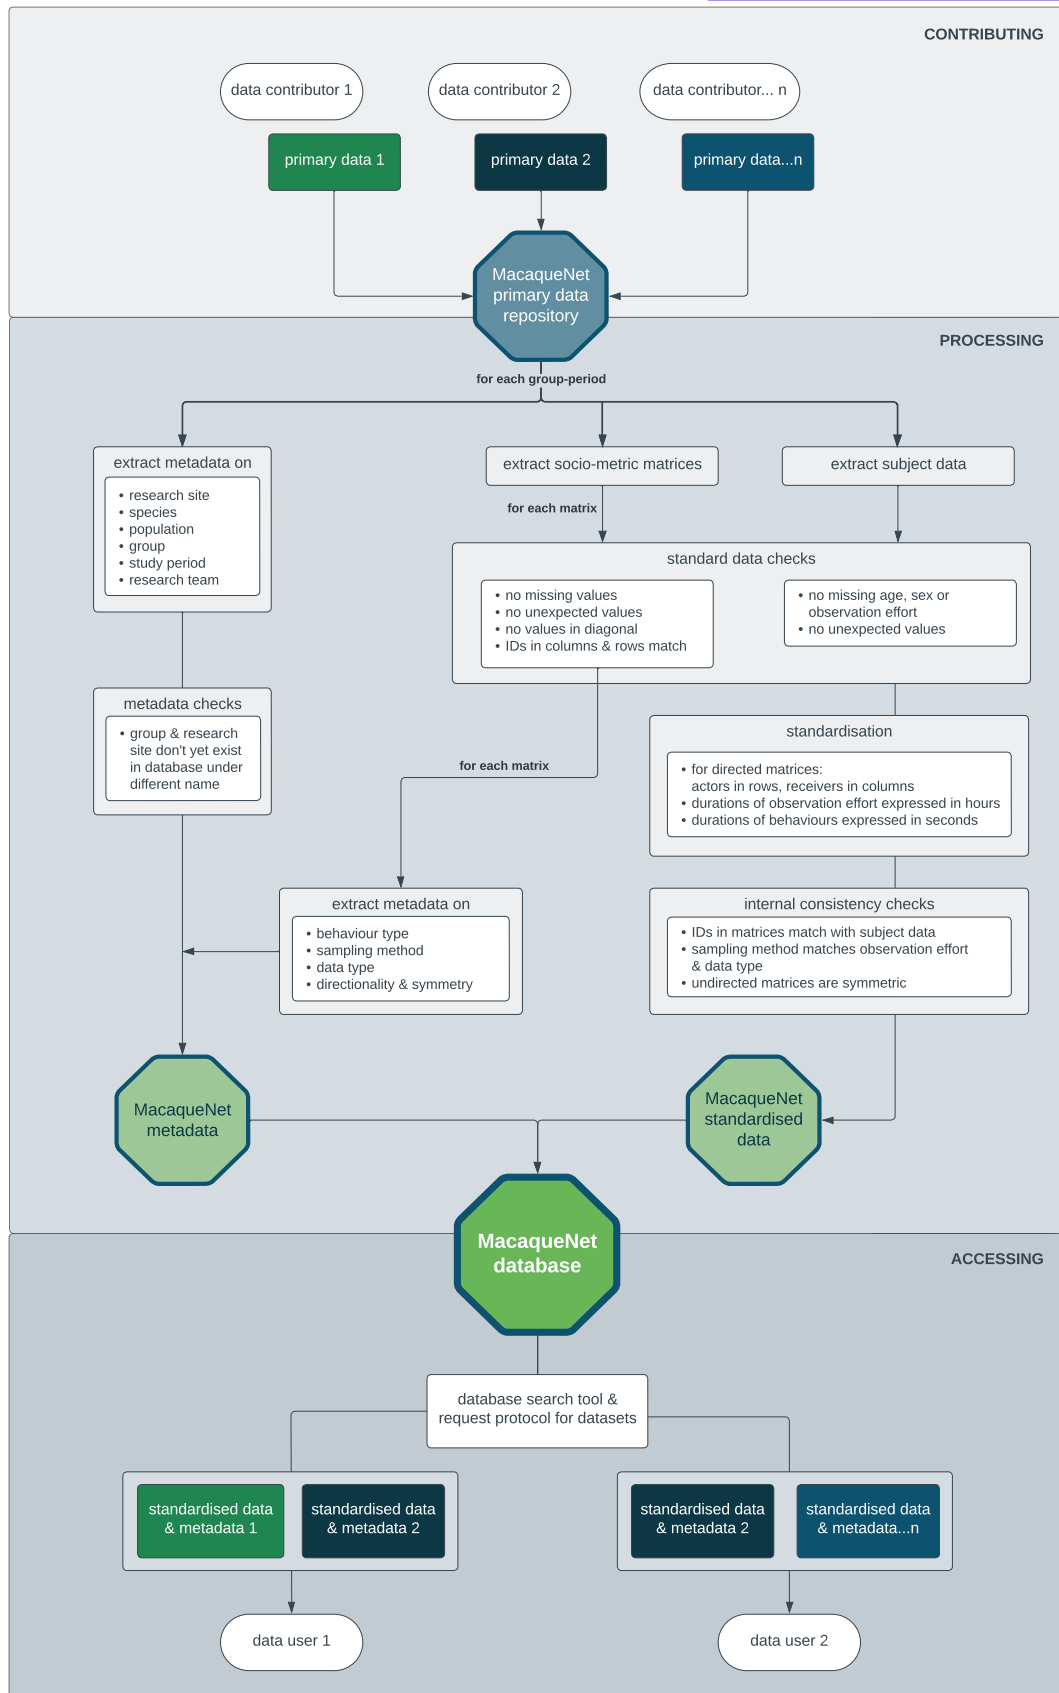 CONTRIBUTING
data contributor 1
data contributor 2
data contributor... n
primary data 1
primary data 2
primary data...n
MacaqueNet
primary data
repository
PROCESSING
for each group-period
extract metadata on
• research site
• species
• population
• group
• study period
• research team
extract socio-metric matrices
extract subject data
for each matrix
standard data checks
• no missing values
• no unexpected values
• no values in diagonal
• IDs in columns & rows match
• no missing age, sex or
observation effort
• no unexpected values
metadata checks
• group & research
site don't yet exist
in database under
different name
standardisation
• for directed matrices:
actors in rows, receivers in columns
• durations of observation effort expressed in hours
• durations of behaviours expressed in seconds
for each matrix
extract metadata on
• behaviour type
• sampling method
• data type
• directionality & symmetry
internal consistency checks
• IDs in matrices match with subject data
• sampling method matches observation effort
& data type
• undirected matrices are symmetric
MacaqueNet
metadata
MacaqueNet
standardised
data
MacaqueNet
database
ACCESSING
database search tool &
request protocol for datasets
standardised data
& metadata 1
standardised data
& metadata 2
standardised data
& metadata 2
standardised data
& metadata...n
data user 1
data user 2